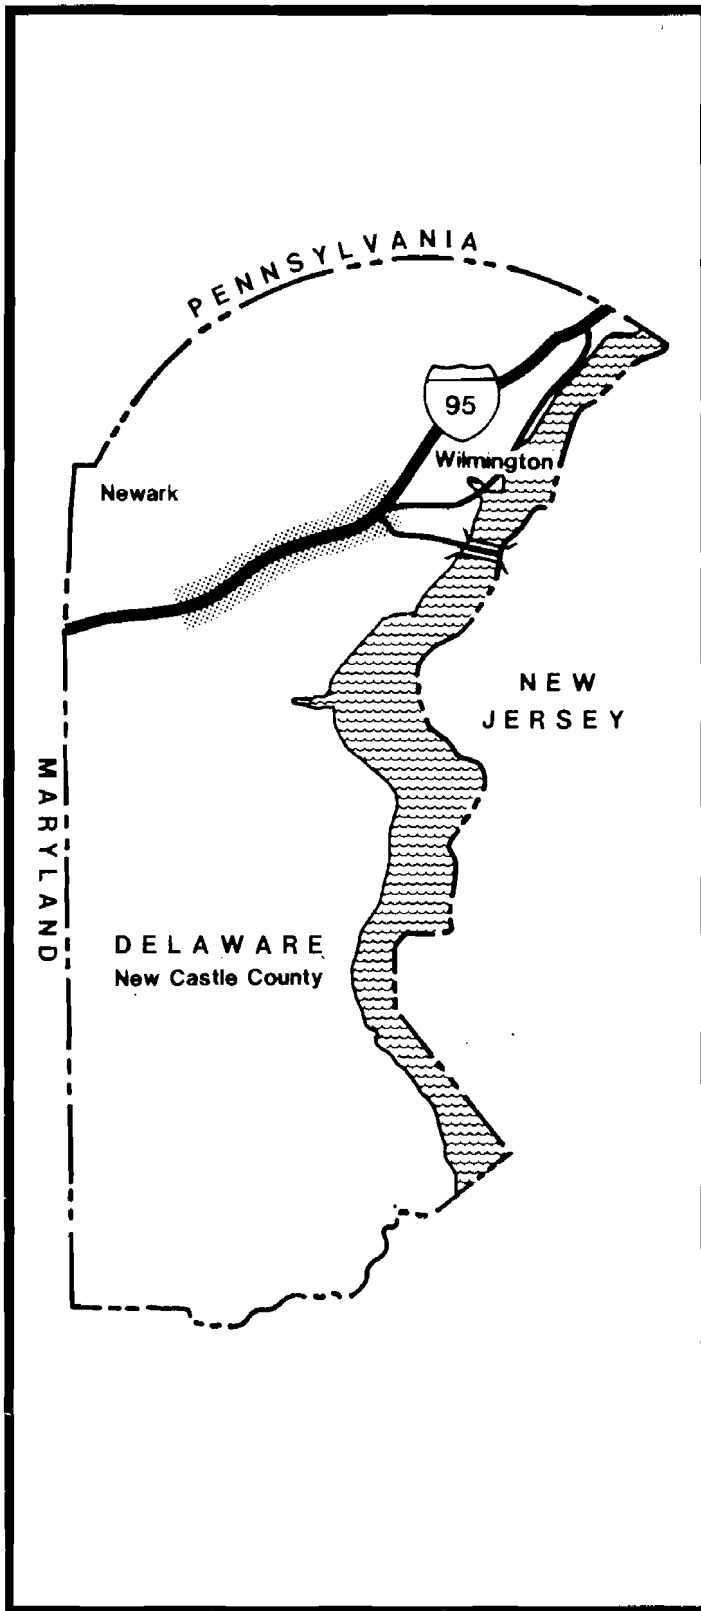 PENNSYLVANIA
95
Wilmington
Newark
NEW
JERSEY
MARYLAND
DELAWARE
New Castle County